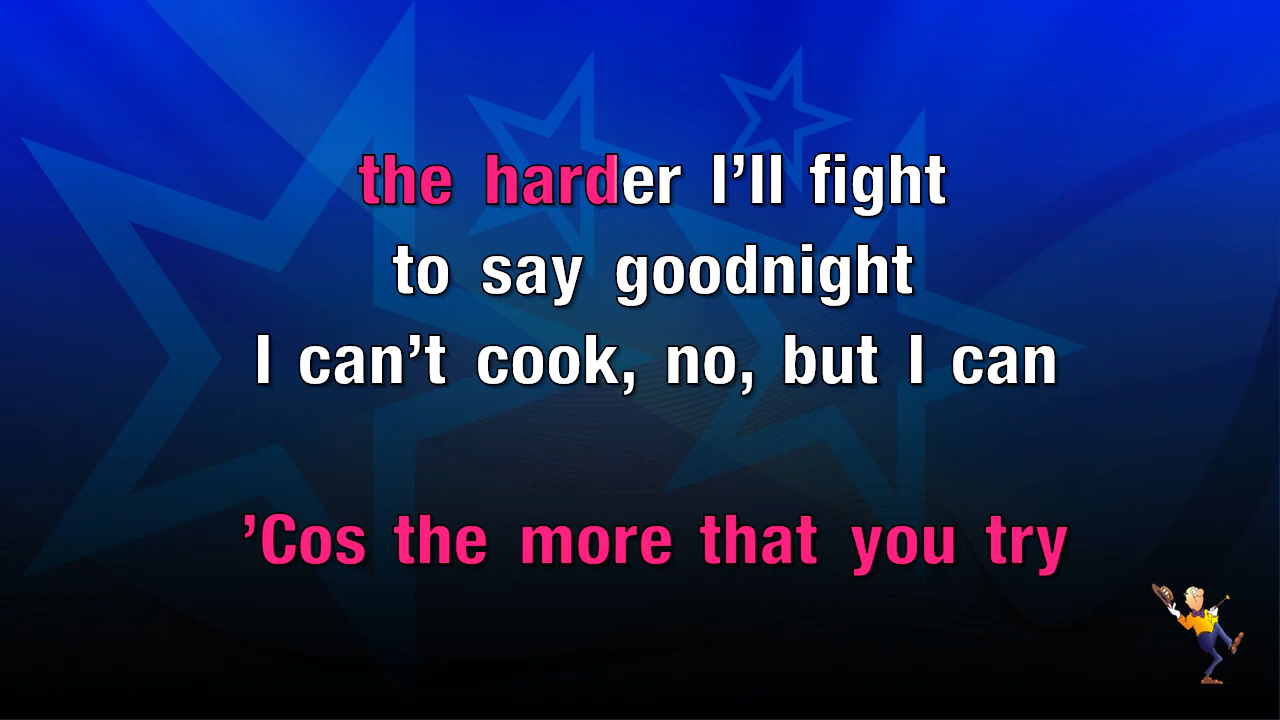 the harder I’ll fight
to say goodnight
I can’t cook, no, but I can
’Cos the more that you try